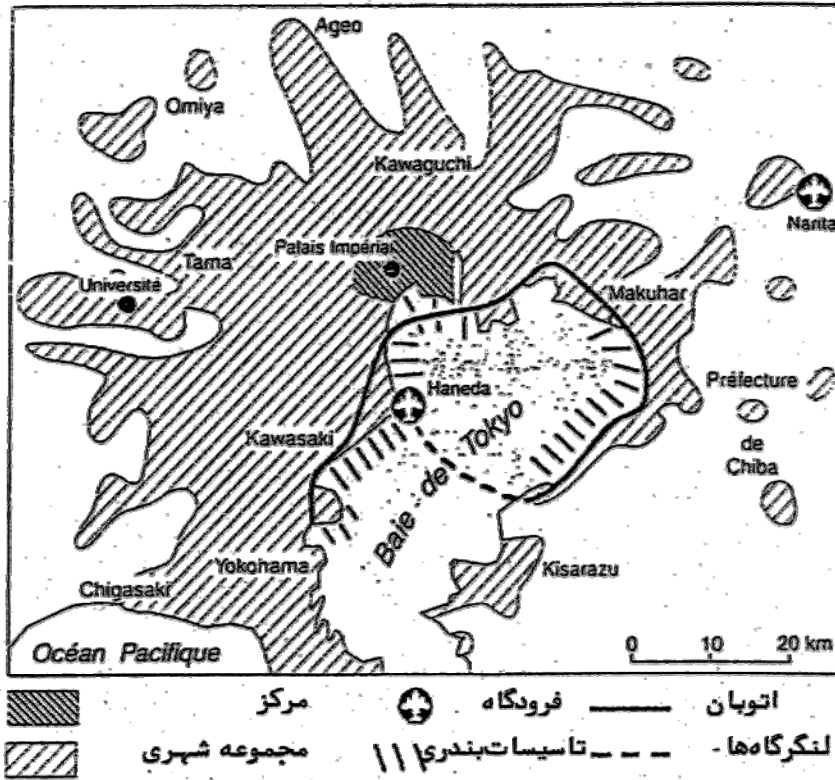 Ageo
Omiya
Kawaguchi
Narita
Palais Impérial
Tama
Université
Makuhar
Préfecture
Haneda
de Chiba
Kawasaki
Baie de Tokyo
Yokohama
Kisarazu
Chigasaki
Océan Pacifique
0 10 20 km
اتوبان فرودگاه مرکز
لنگرگاه‌ها - تاسیسات بندری مجموعه شهری